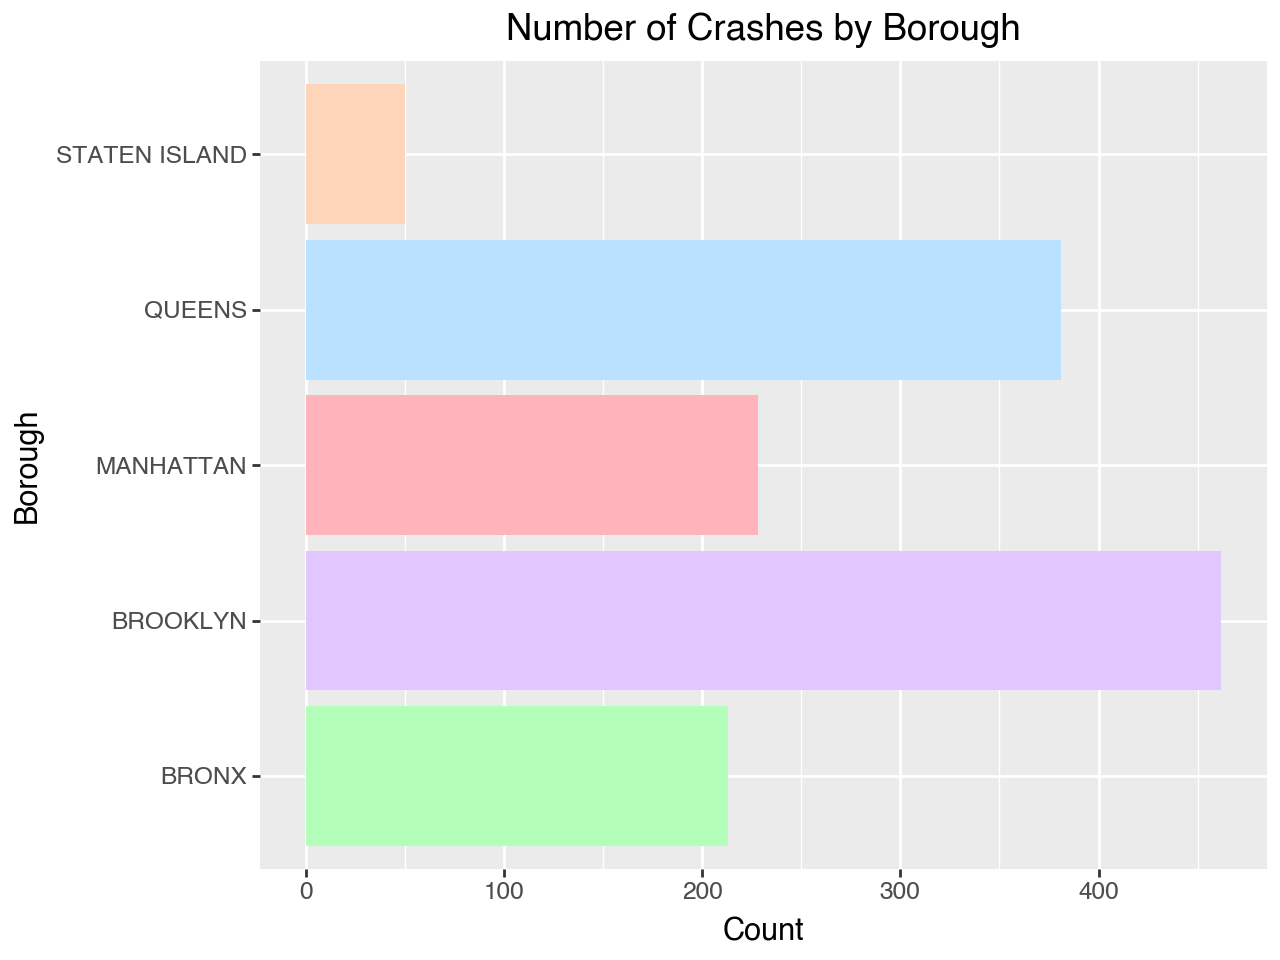 Number of Crashes by Borough
STATEN ISLAND
QUEENS
MANHATTAN
BROOKLYN
BRONX
Borough
0 100 200 300 400
Count